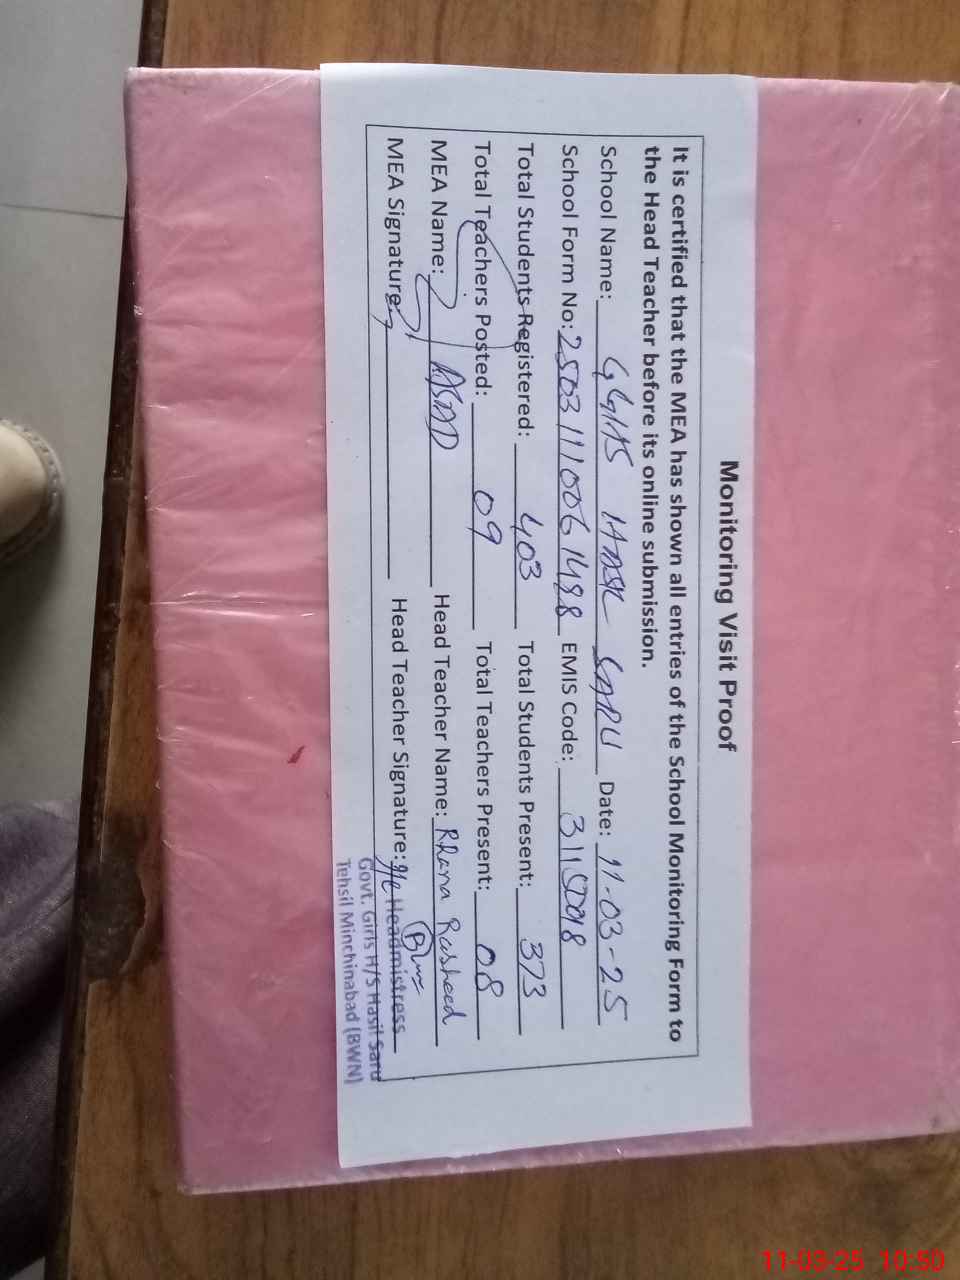 Monitoring Visit Proof
It is certified that the MEA has shown all entries of the School Monitoring Form to
the Head Teacher before its online submission.
School Name: GGHS HASIL SARU Date: 11-03-25
School Form No: 25031110061488 EMIS Code: 31150018
Total Students Registered: 403 Total Students Present: 373
Total Teachers Posted: 09 Total Teachers Present: 08
MEA Name: ASAD Head Teacher Name: Rhana Rasheed
MEA Signature: Head Teacher Signature:
I/c Headmistress
Govt. Girls H/S Hasil Saru
Tehsil Minchinabad (BWN)
11-03-25 10:50